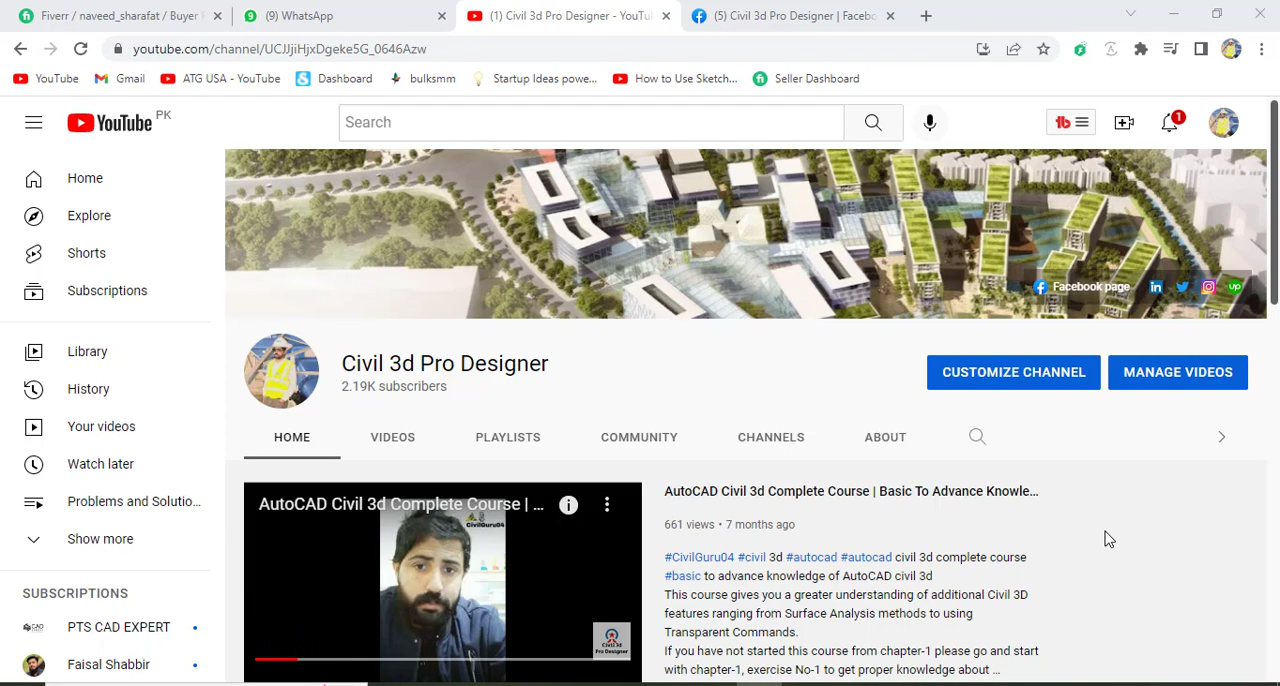 Fiverr / naveed_sharafat / Buyer P
(9) WhatsApp
(1) Civil 3d Pro Designer - YouTu
(5) Civil 3d Pro Designer | Facebo
youtube.com/channel/UCJJjiHjxDgeke5G_0646Azw
YouTube
Gmail
ATG USA - YouTube
Dashboard
bulksmm
Startup Ideas powe...
How to Use Sketch...
Seller Dashboard
YouTube PK
Search
1
Home
Explore
Shorts
Subscriptions
Library
History
Your videos
Watch later
Problems and Solutio...
Show more
SUBSCRIPTIONS
PTS CAD EXPERT
Faisal Shabbir
Facebook page
Civil 3d Pro Designer
2.19K subscribers
CUSTOMIZE CHANNEL
MANAGE VIDEOS
HOME
VIDEOS
PLAYLISTS
COMMUNITY
CHANNELS
ABOUT
AutoCAD Civil 3d Complete Course | ...
CivilGuru04
Civil 3d
Pro Designer
AutoCAD Civil 3d Complete Course | Basic To Advance Knowle...
661 views • 7 months ago
#CivilGuru04 #civil 3d #autocad #autocad civil 3d complete course
#basic to advance knowledge of AutoCAD civil 3d
This course gives you a greater understanding of additional Civil 3D
features ranging from Surface Analysis methods to using
Transparent Commands.
If you have not started this course from chapter-1 please go and start
with chapter-1, exercise No-1 to get proper knowledge about ...